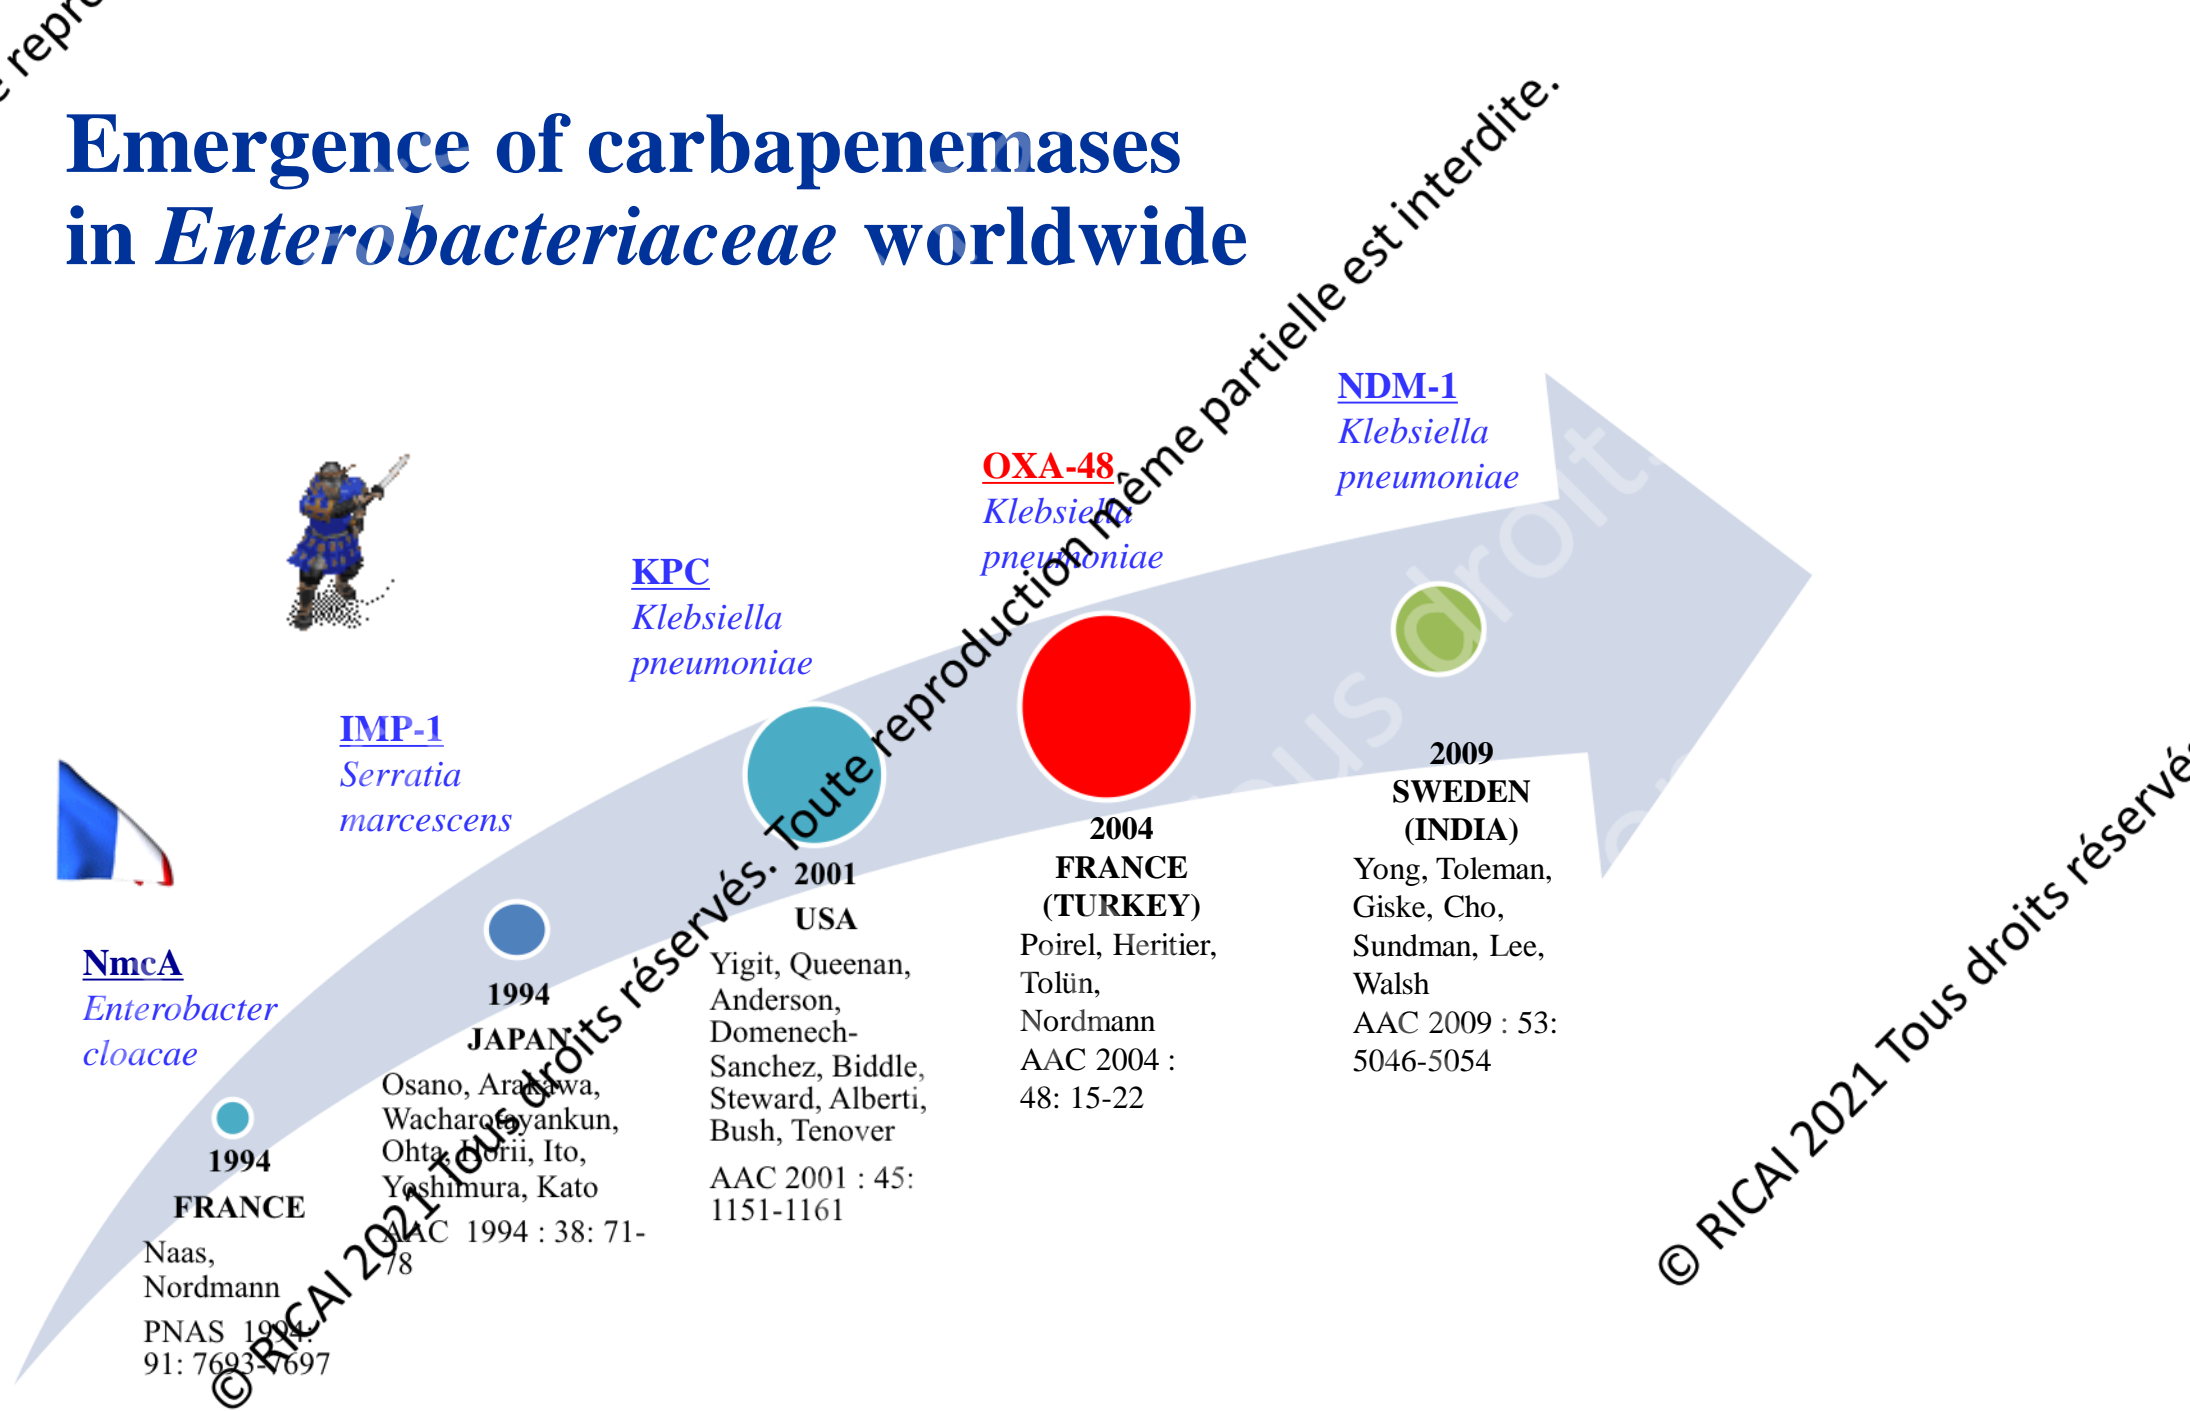 Emergence of carbapenemases
in Enterobacteriaceae worldwide
NmcA
Enterobacter
cloacae
1994
FRANCE
Naas,
Nordmann
PNAS 1994:
91: 7693-7697
IMP-1
Serratia
marcescens
1994
JAPAN
Osano, Arakawa,
Wacharotayankun,
Ohta, Horii, Ito,
Yoshimura, Kato
AAC 1994 : 38: 71-
78
KPC
Klebsiella
pneumoniae
2001
USA
Yigit, Queenan,
Anderson,
Domenech-
Sanchez, Biddle,
Steward, Alberti,
Bush, Tenover
AAC 2001 : 45:
1151-1161
OXA-48
Klebsiella
pneumoniae
2004
FRANCE
(TURKEY)
Poirel, Heritier,
Tolün,
Nordmann
AAC 2004 :
48: 15-22
NDM-1
Klebsiella
pneumoniae
2009
SWEDEN
(INDIA)
Yong, Toleman,
Giske, Cho,
Sundman, Lee,
Walsh
AAC 2009 : 53:
5046-5054
© RICAI 2021 Tous droits réservés. Toute reproduction même partielle est interdite.
© RICAI 2021 Tous droits réservés